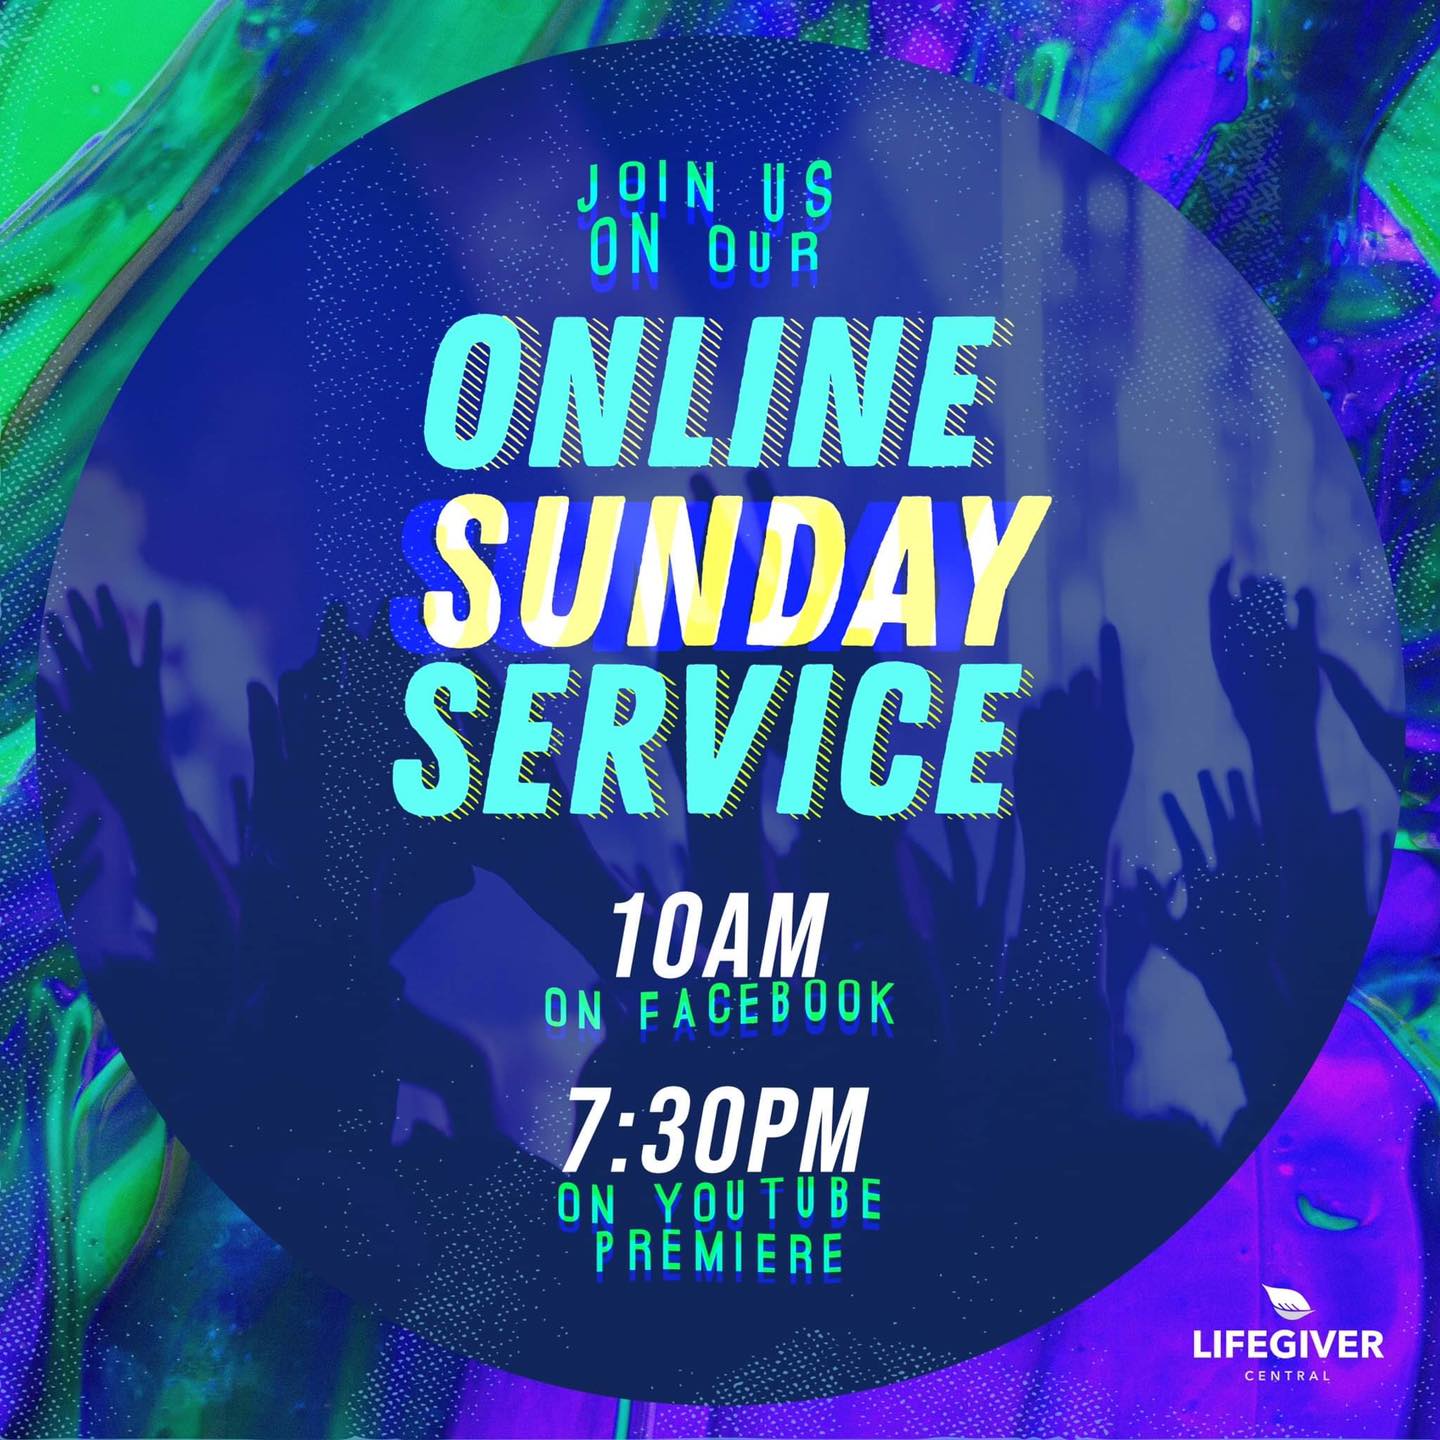 JOIN US
ON OUR
ONLINE
SUNDAY
SERVICE
10AM
ON FACEBOOK
7:30PM
ON YOUTUBE
PREMIERE
LIFEGIVER
CENTRAL